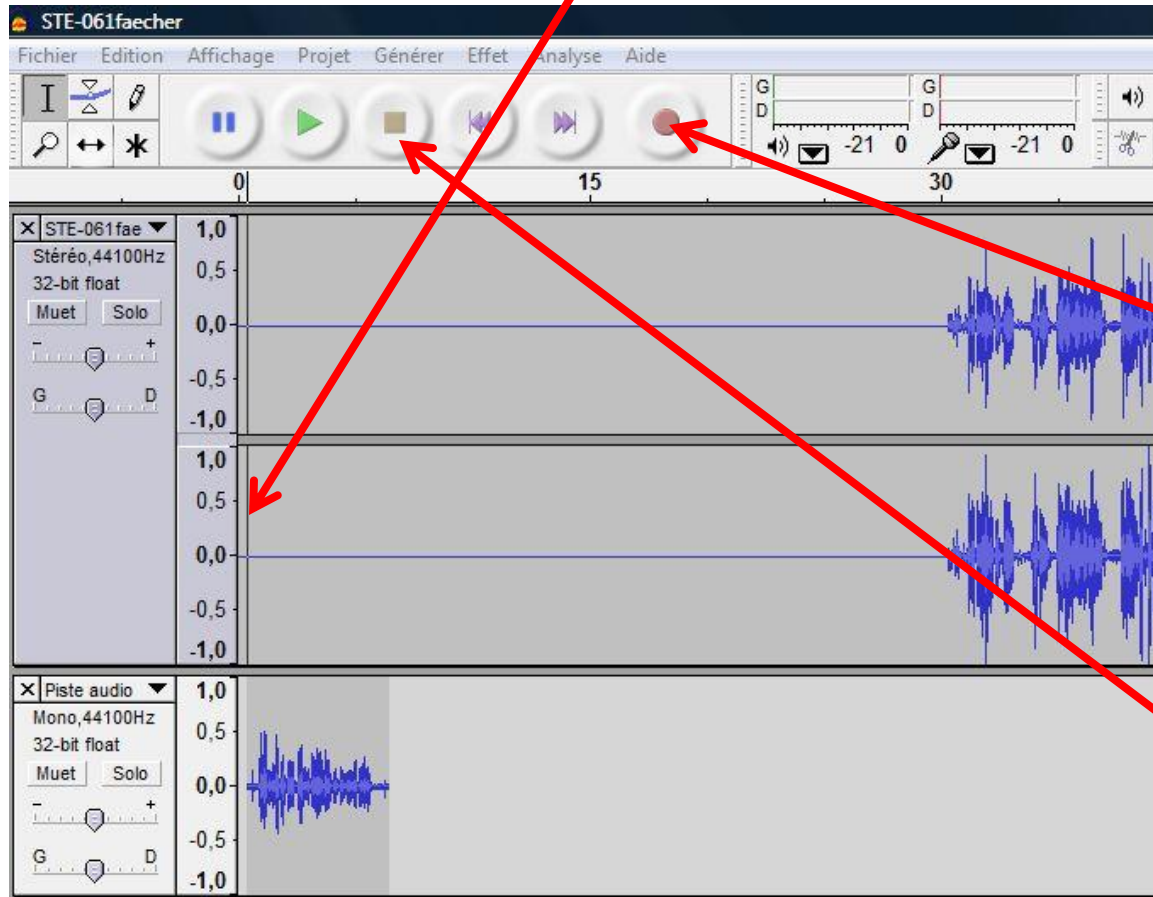 STE-061faecher
Fichier Edition Affichage Projet Générer Effet Analyse Aide
G
D
-21 0
G
D
-21 0
0 15 30
STE-061fae
Stéréo,44100Hz
32-bit float
Muet Solo
- +
G D
1,0
0,5
0,0
-0,5
-1,0
1,0
0,5
0,0
-0,5
-1,0
Piste audio
Mono,44100Hz
32-bit float
Muet Solo
- +
G D
1,0
0,5
0,0
-0,5
-1,0